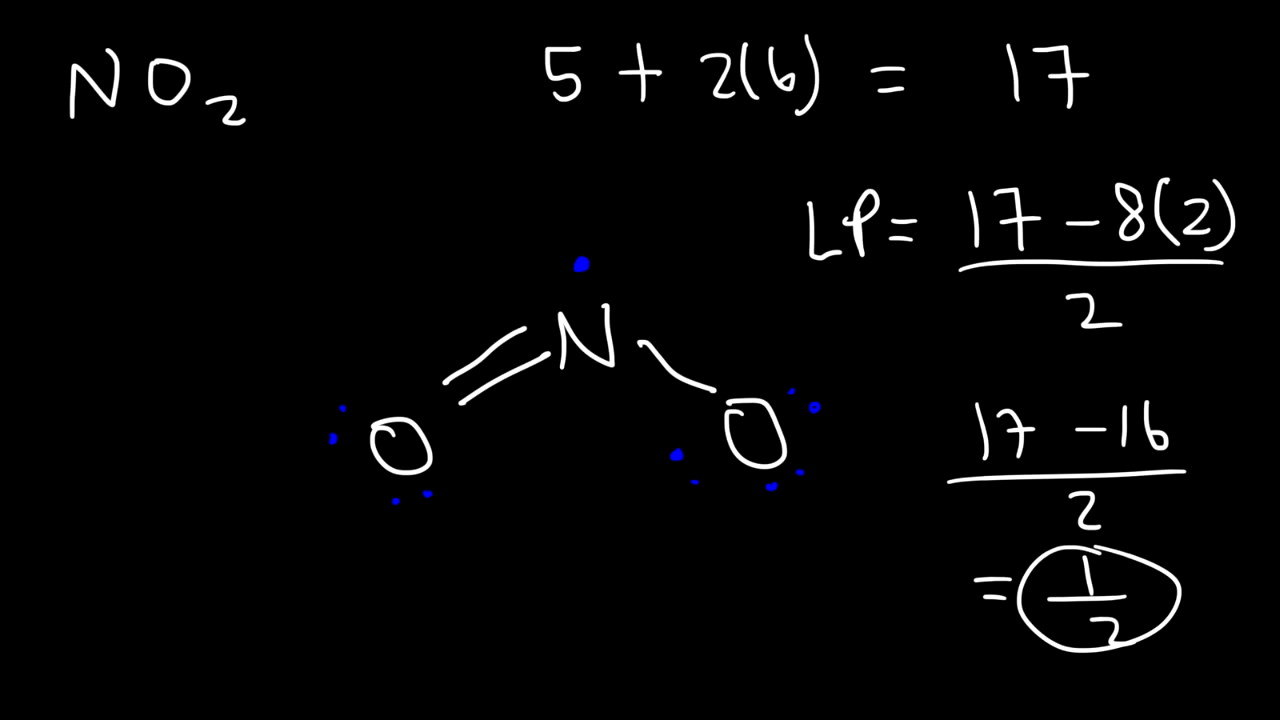 NO₂
5 + 2(6) = 17
LP = 17 - 8(2)
2
N
O
O
17 - 16
2
= 1
2